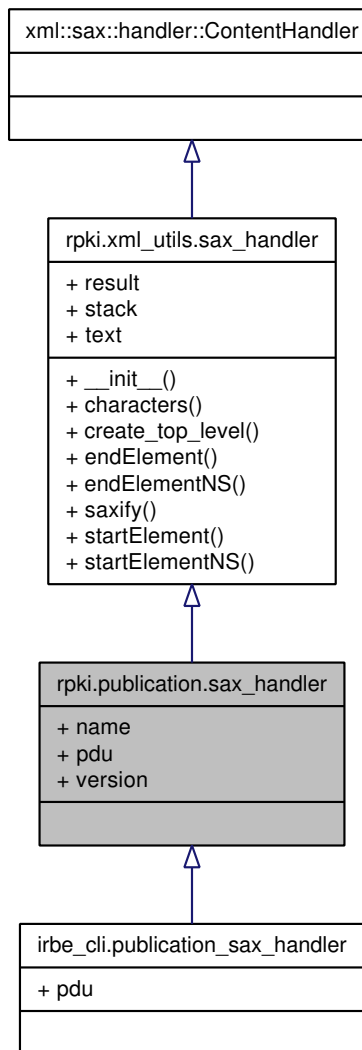 xml::sax::handler::ContentHandler
rpki.xml_utils.sax_handler
+ result
+ stack
+ text
+ __init__()
+ characters()
+ create_top_level()
+ endElement()
+ endElementNS()
+ saxify()
+ startElement()
+ startElementNS()
rpki.publication.sax_handler
+ name
+ pdu
+ version
irbe_cli.publication_sax_handler
+ pdu